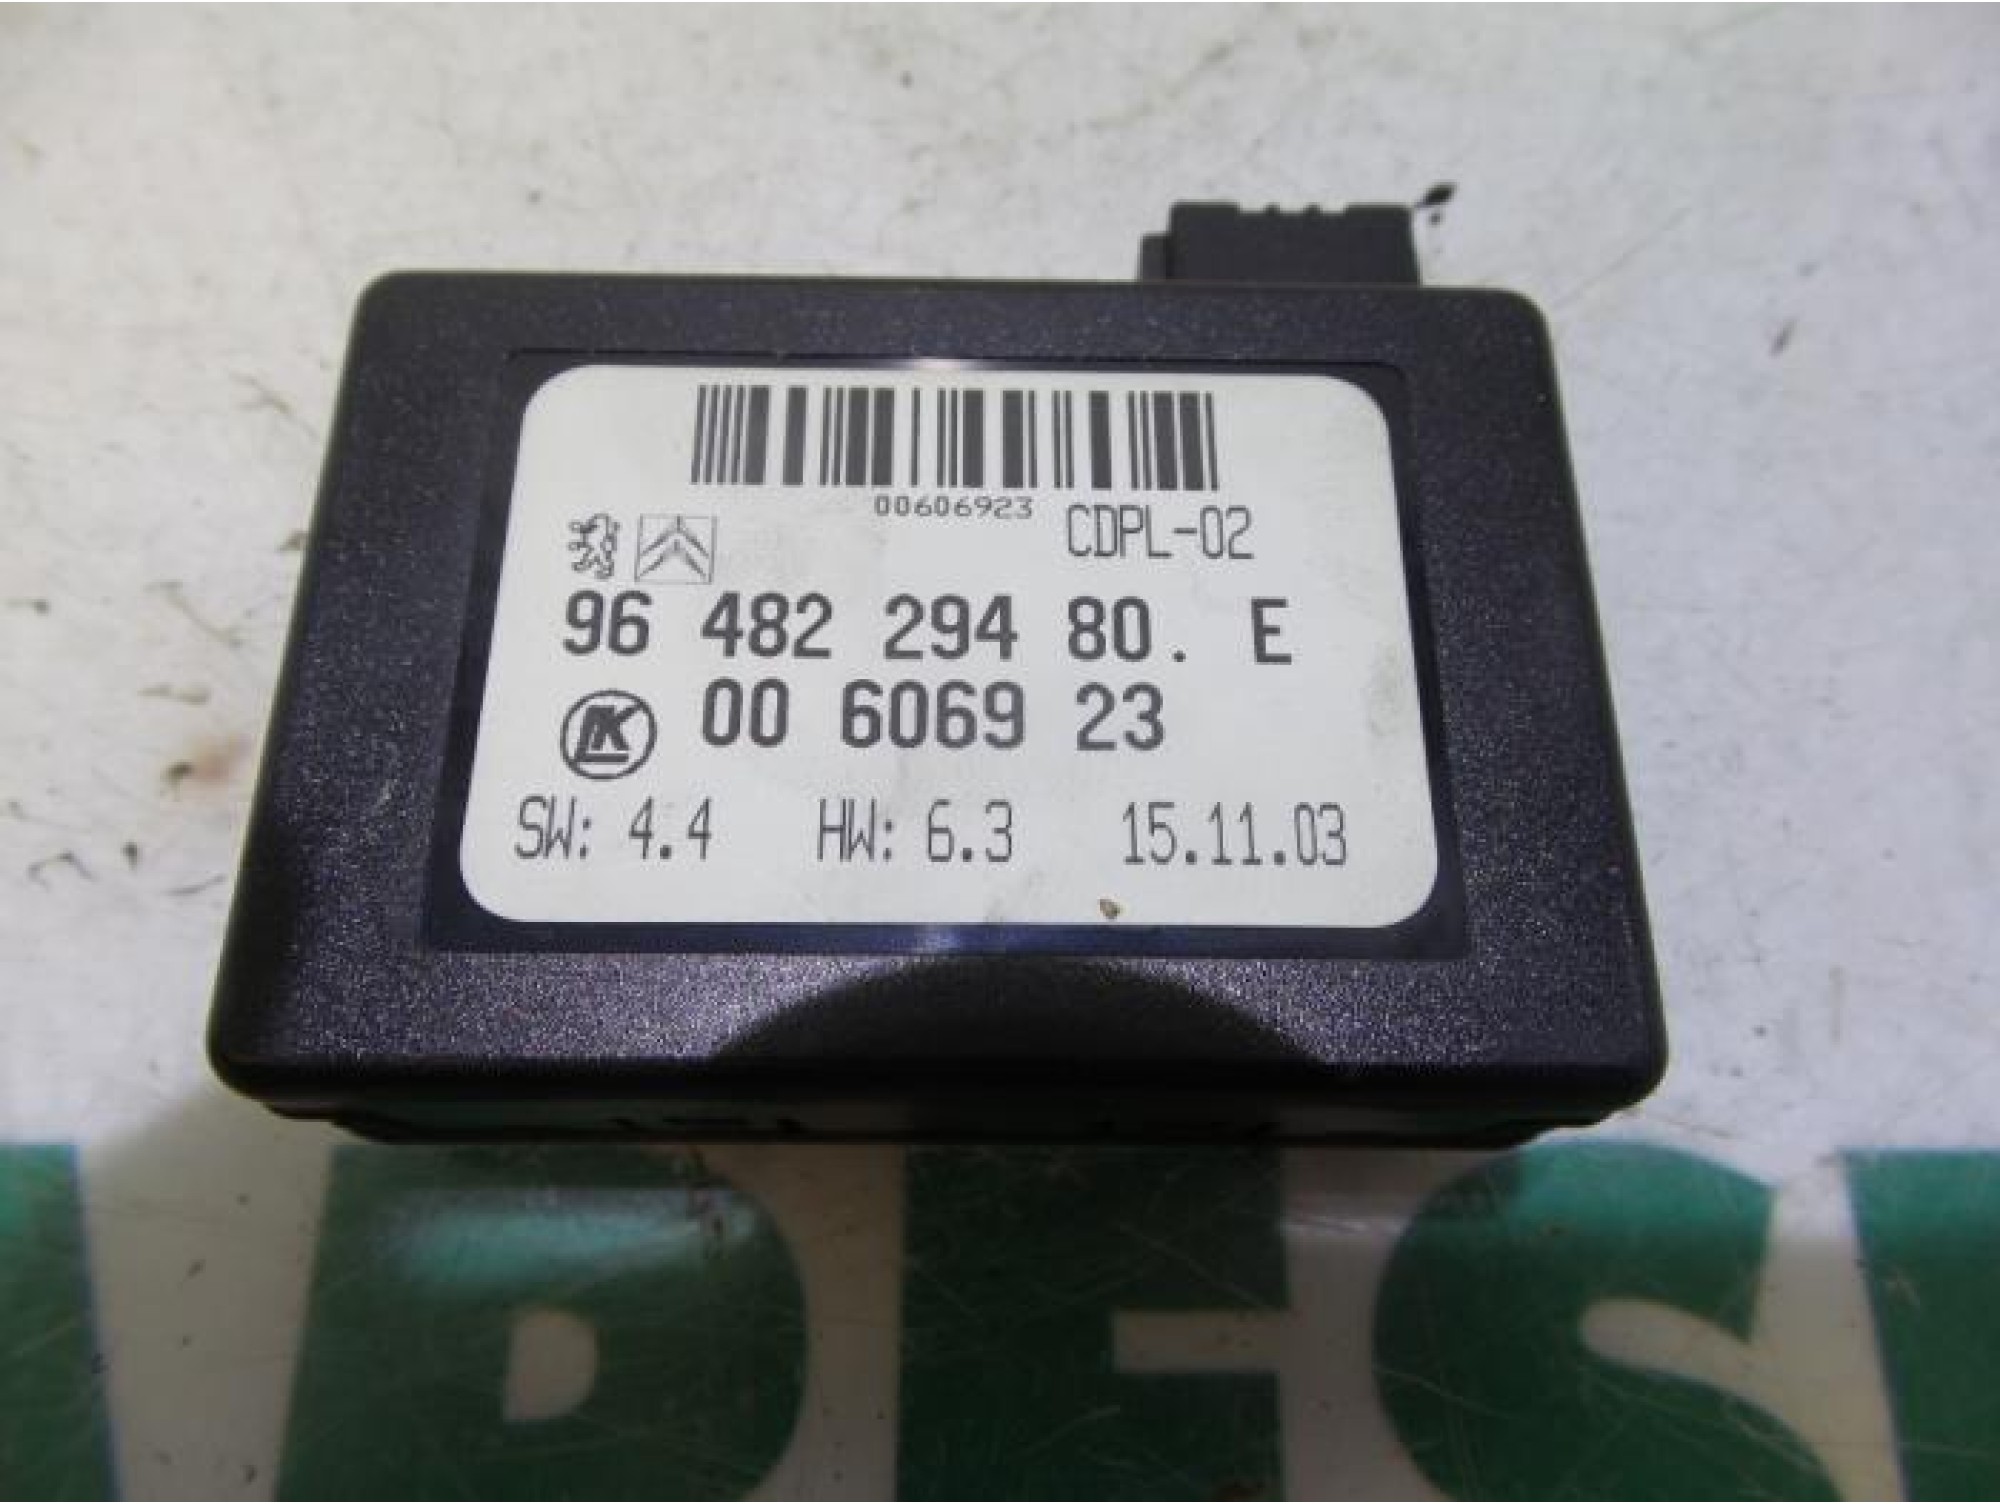 00606923
CDPL-02
96 482 294 80. E
00 6069 23
SW: 4.4 HW: 6.3 15.11.03